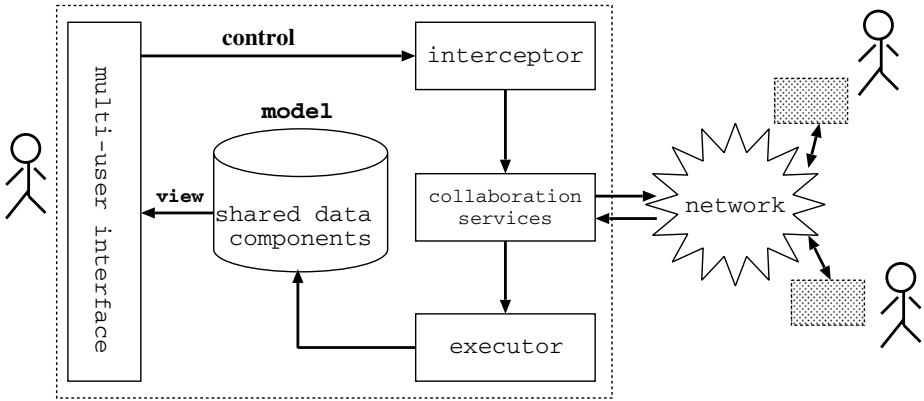 control
interceptor
multi-user interface
model
view
shared data
components
collaboration
services
network
executor